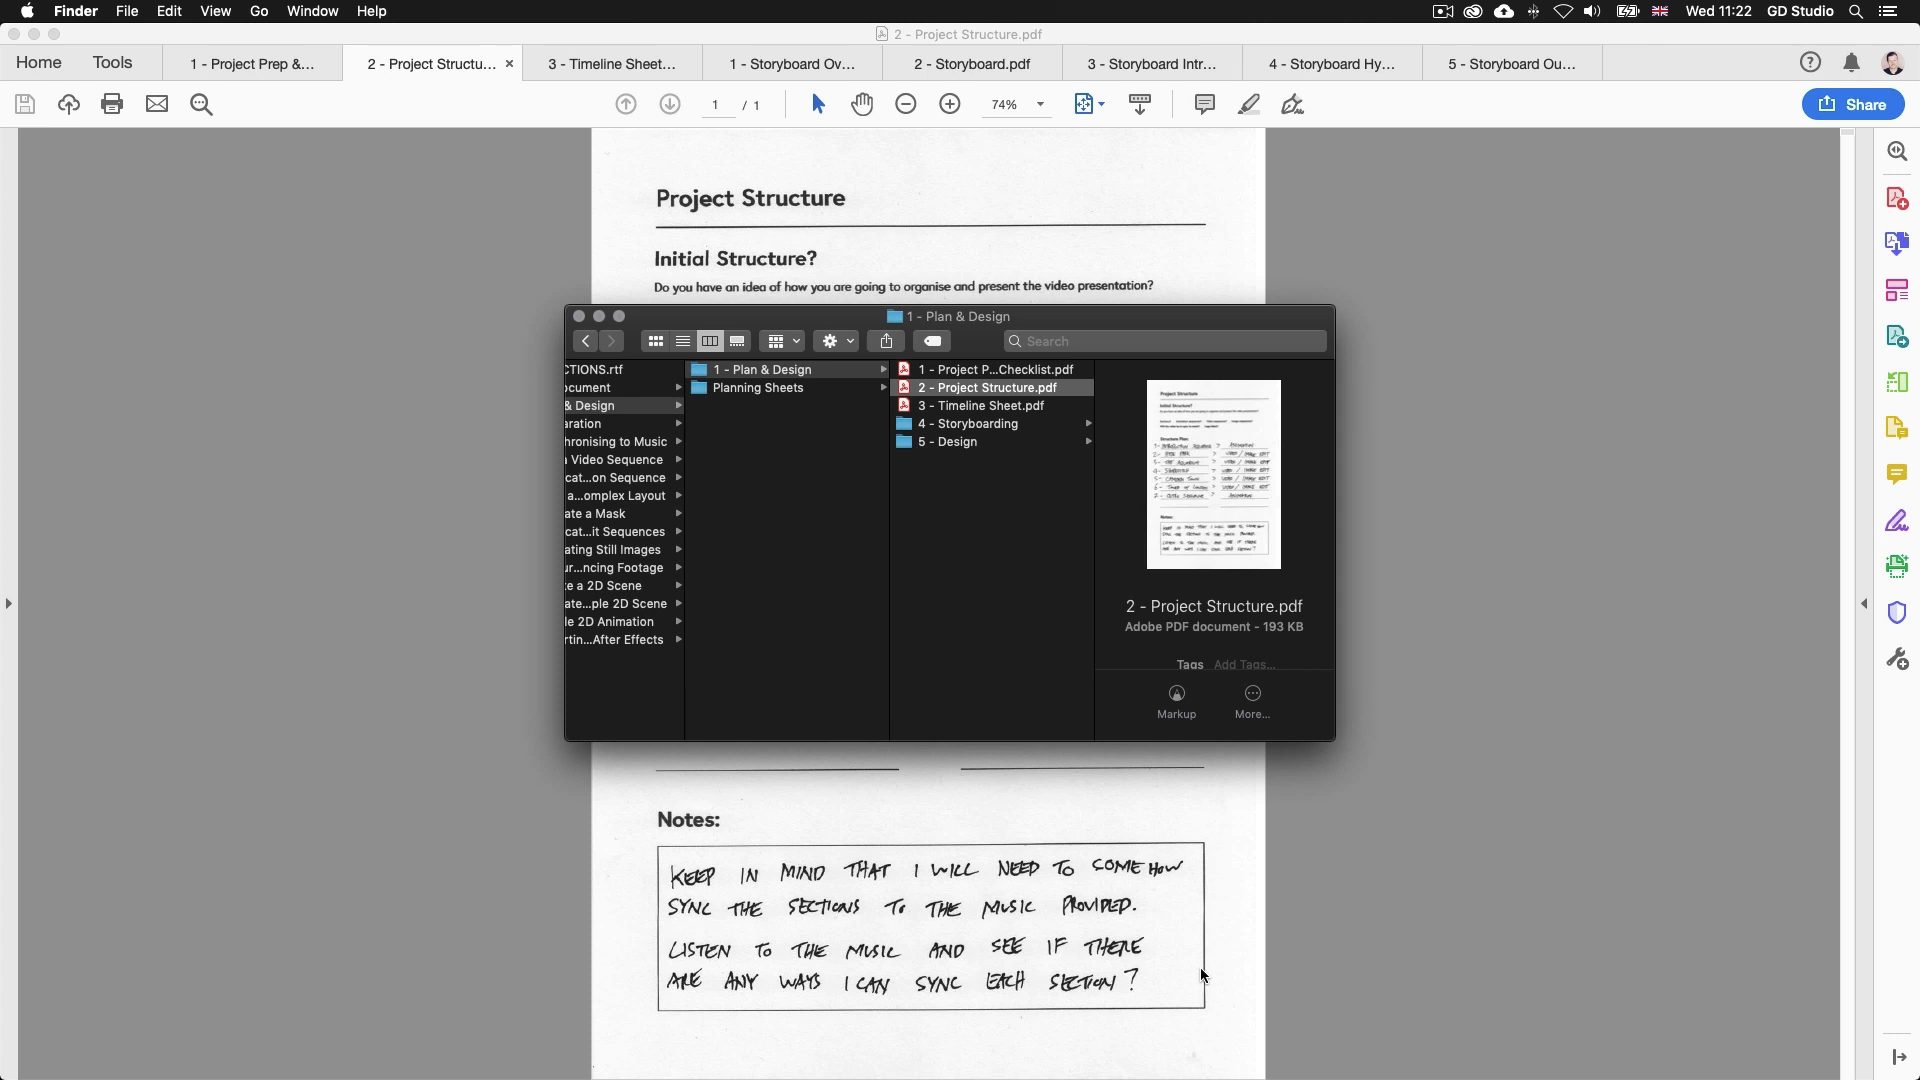 Finder File Edit View Go Window Help Wed 11:22 GD Studio
2 - Project Structure.pdf
Home Tools 1 - Project Prep &... 2 - Project Structu... × 3 - Timeline Sheet... 1 - Storyboard Ov... 2 - Storyboard.pdf 3 - Storyboard Intr... 4 - Storyboard Hy... 5 - Storyboard Ou...
1 / 1 74% Share
Project Structure
Initial Structure?
Do you have an idea of how you are going to organise and present the video presentation?
1 - Plan & Design
Search
CTIONS.rtf
ocument
& Design
aration
hronising to Music
Video Sequence
cat...on Sequence
a...omplex Layout
ate a Mask
cat...it Sequences
ating Still Images
ur...ncing Footage
e a 2D Scene
ate...ple 2D Scene
le 2D Animation
rtin...After Effects
1 - Plan & Design
Planning Sheets
1 - Project P...Checklist.pdf
2 - Project Structure.pdf
3 - Timeline Sheet.pdf
4 - Storyboarding
5 - Design
Project Structure
Initial Structure?
Structure Plan:
Notes:
2 - Project Structure.pdf
Adobe PDF document - 193 KB
Tags Add Tags...
Markup More...
Notes:
KEEP IN MIND THAT I WILL NEED TO SOMEHOW
SYNC THE SECTIONS TO THE MUSIC PROVIDED.
LISTEN TO THE MUSIC AND SEE IF THERE
ARE ANY WAYS I CAN SYNC EACH SECTION?